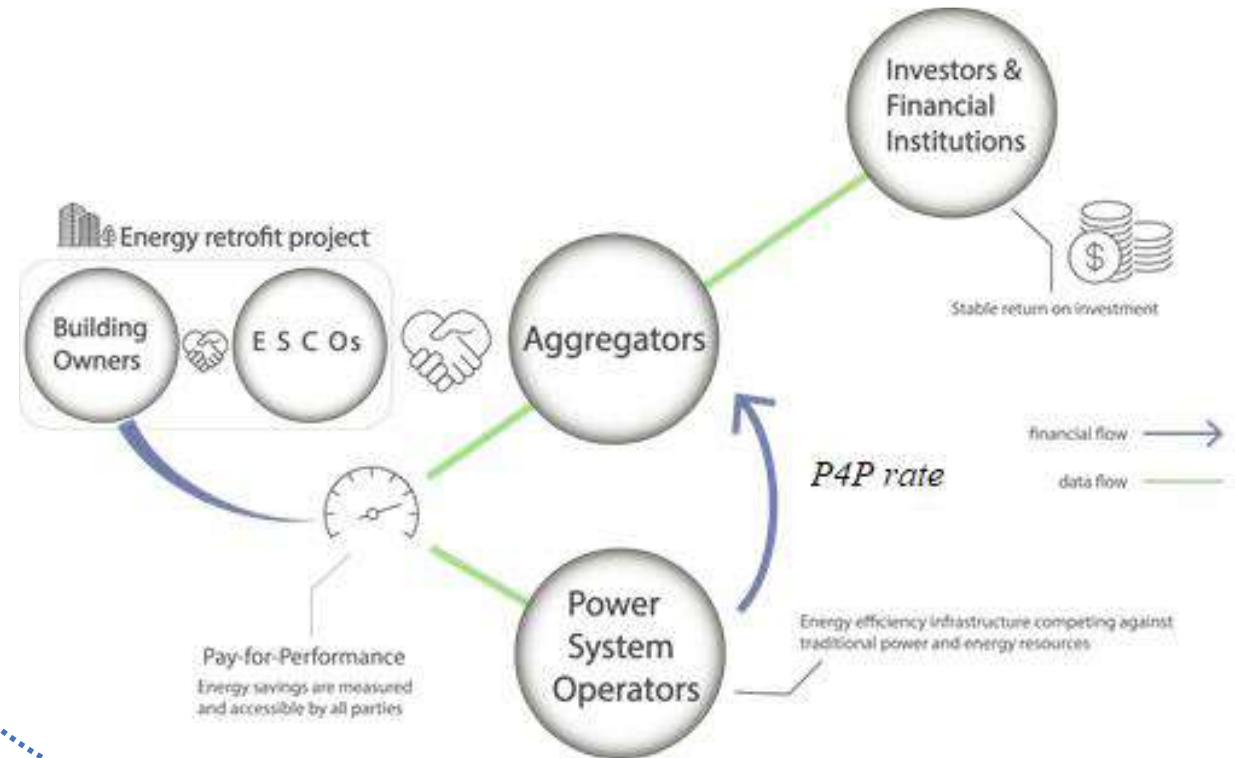 Investors &
Financial
Institutions
Energy retrofit project
Building
Owners
E S C Os
Aggregators
Stable return on investment
financial flow
P4P rate
data flow
Power
System
Operators
Energy efficiency infrastructure competing against
traditional power and energy resources
Pay-for-Performance
Energy savings are measured
and accessible by all parties
$